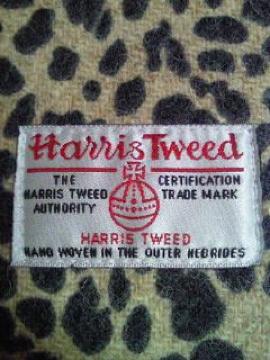 Harris Tweed
THE CERTIFICATION
HARRIS TWEED TRADE MARK
AUTHORITY
HARRIS TWEED
HAND WOVEN IN THE OUTER HEBRIDES